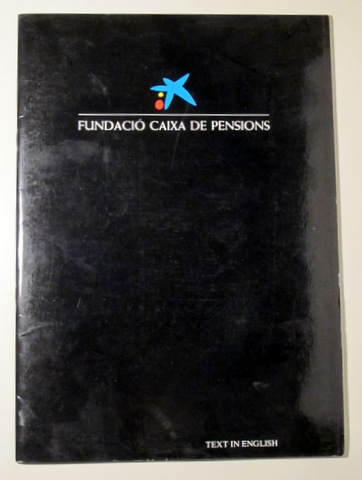 FUNDACIÓ CAIXA DE PENSIONS
TEXT IN ENGLISH